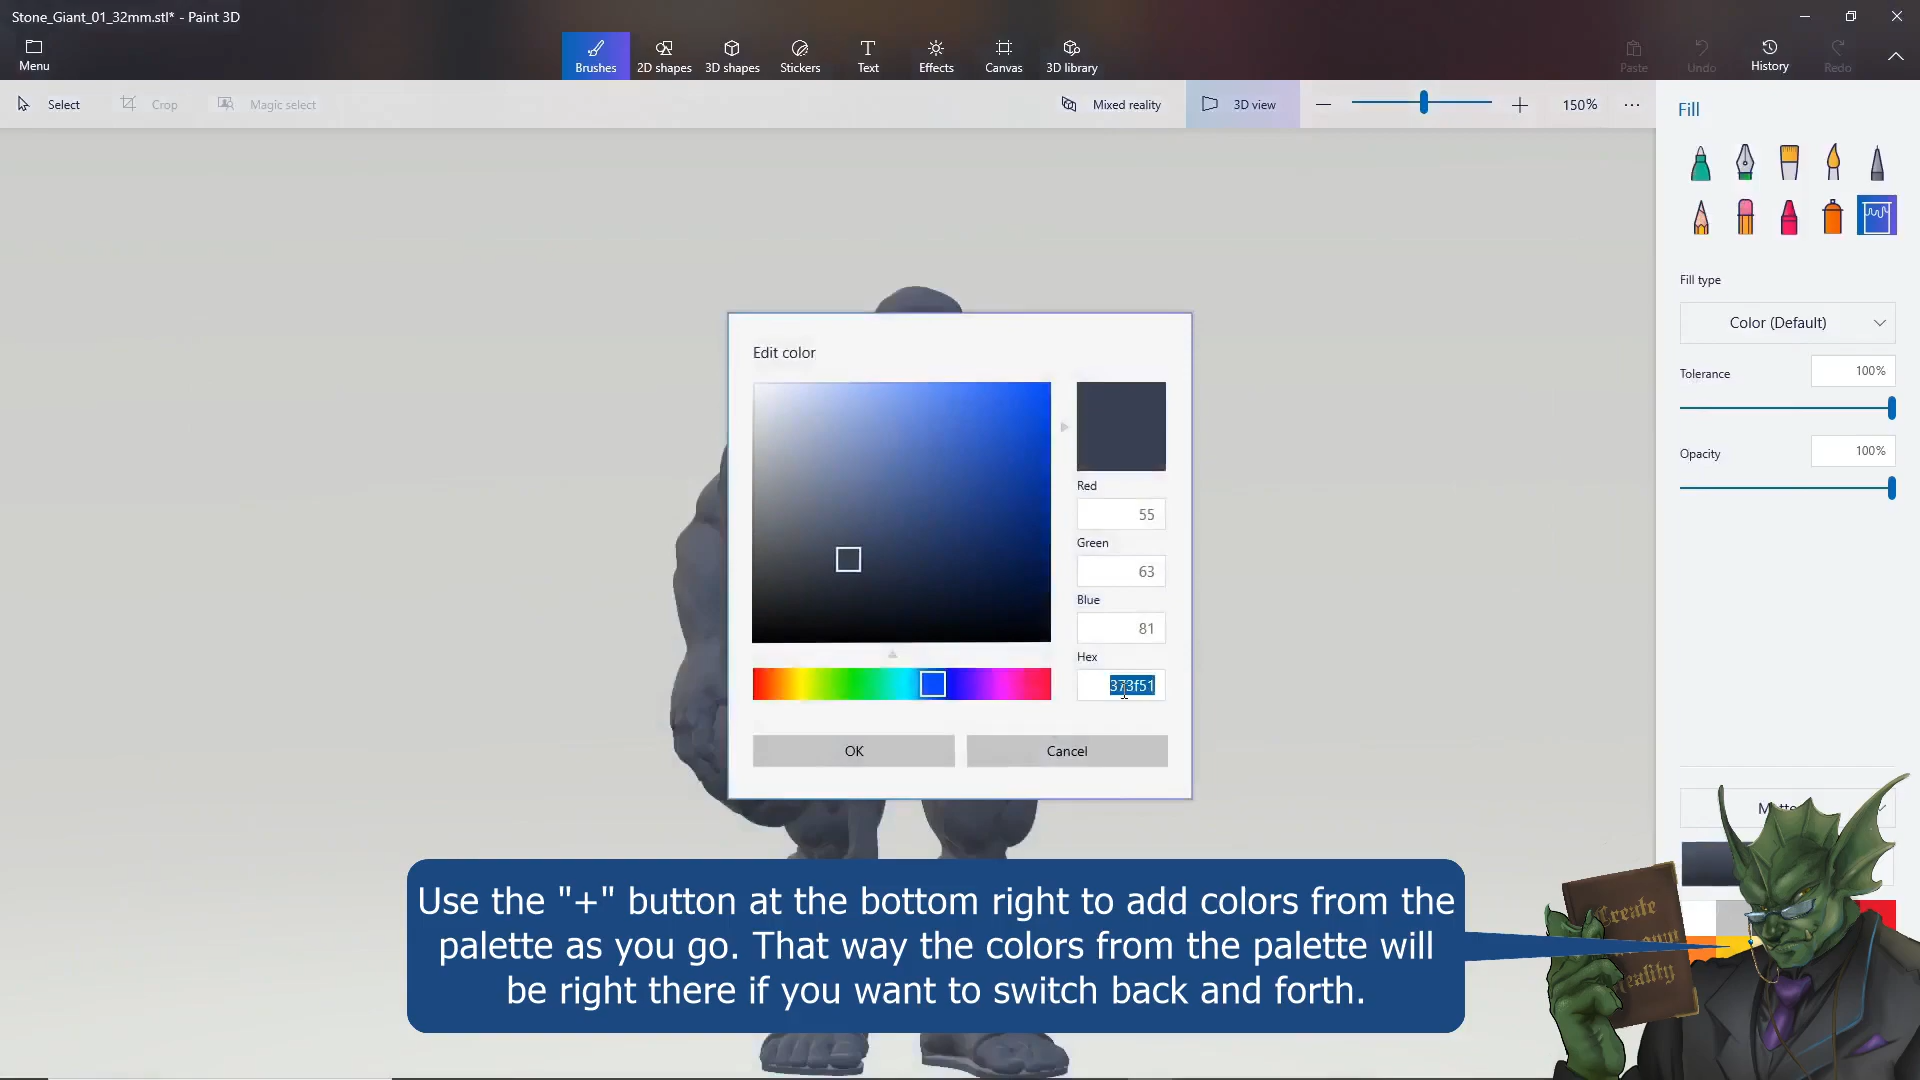 Stone_Giant_01_32mm.stl* - Paint 3D
Menu
Brushes
2D shapes
3D shapes
Stickers
Text
Effects
Canvas
3D library
Paste
Undo
History
Redo
Select
Crop
Magic select
Mixed reality
3D view
150%
Fill
Fill type
Color (Default)
Tolerance
100%
Opacity
100%
Edit color
Red
55
Green
63
Blue
81
Hex
373f51
OK
Cancel
Use the "+" button at the bottom right to add colors from the
palette as you go. That way the colors from the palette will
be right there if you want to switch back and forth.
Create